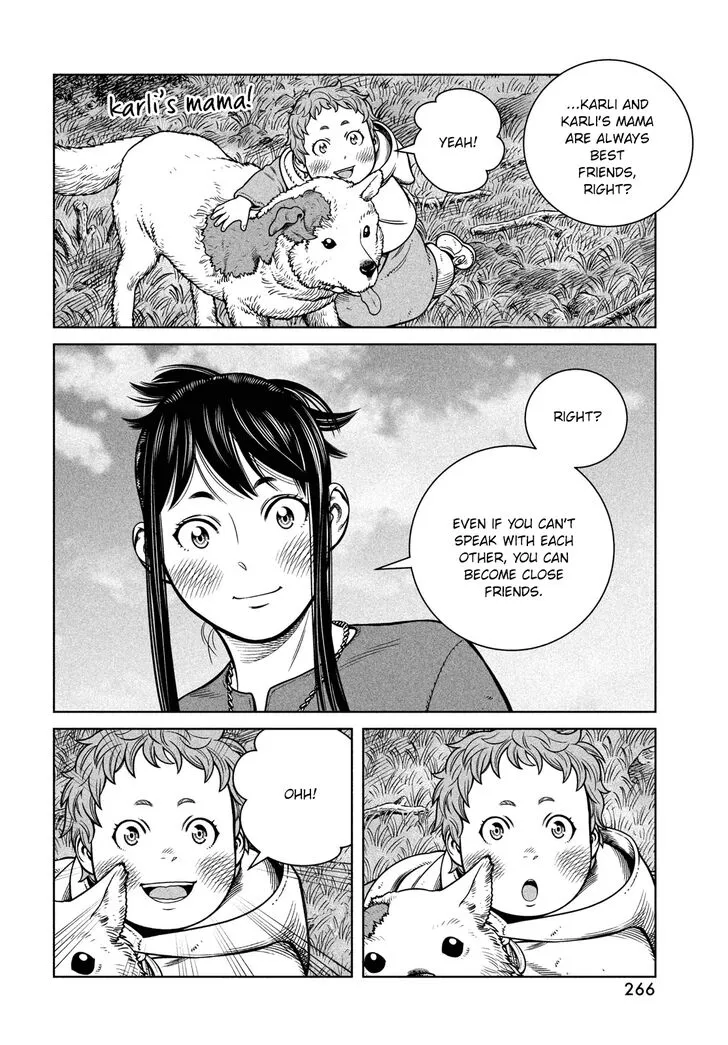 ...KARLI AND
KARLI'S MAMA
ARE ALWAYS
BEST
FRIENDS,
RIGHT?
YEAH!
karli's mama!
RIGHT?
EVEN IF YOU CAN'T
SPEAK WITH EACH
OTHER, YOU CAN
BECOME CLOSE
FRIENDS.
OHH!
266